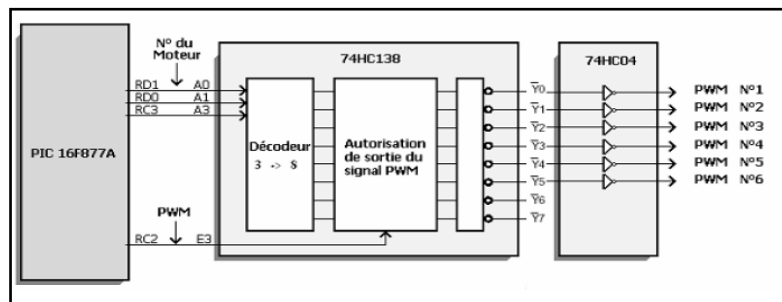 N° du
Moteur
74HC138
74HC04
PIC 16F877A
RD1 A0
RD0 A1
RC3 A3
Décodeur
3 -> 8
Autorisation
de sortie du
signal PWM
Y0
Y1
Y2
Y3
Y4
Y5
Y6
Y7
PWM N°1
PWM N°2
PWM N°3
PWM N°4
PWM N°5
PWM N°6
PWM
RC2 E3